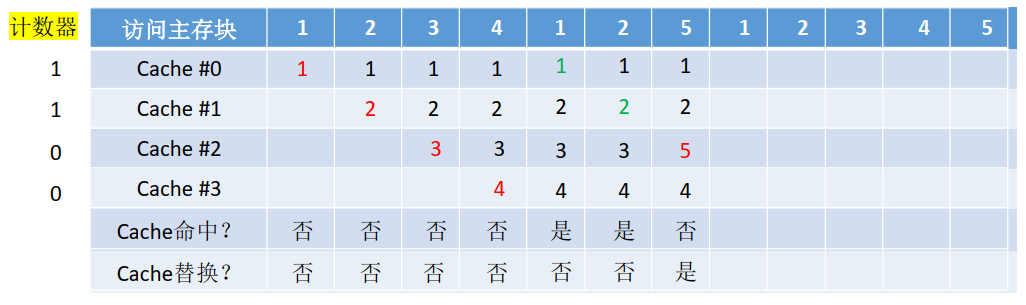 计数器 访问主存块 1 2 3 4 1 2 5 1 2 3 4 5
1 Cache #0 1 1 1 1 1 1 1
1 Cache #1 2 2 2 2 2 2
0 Cache #2 3 3 3 3 5
0 Cache #3 4 4 4 4
Cache命中？ 否 否 否 否 是 是 否
Cache替换？ 否 否 否 否 否 否 是